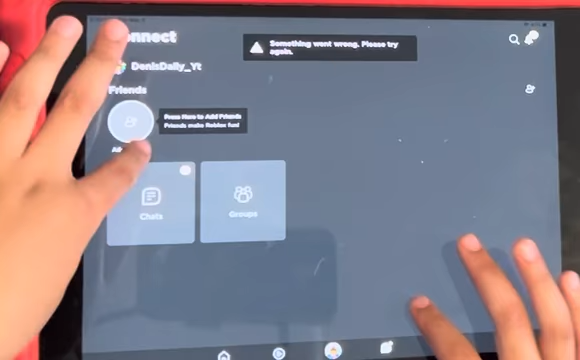 onnect
Something went wrong. Please try
again.
DenisDaily_Yt
Friends
Press Here to Add Friends
Friends make Roblox fun!
Chats
Groups